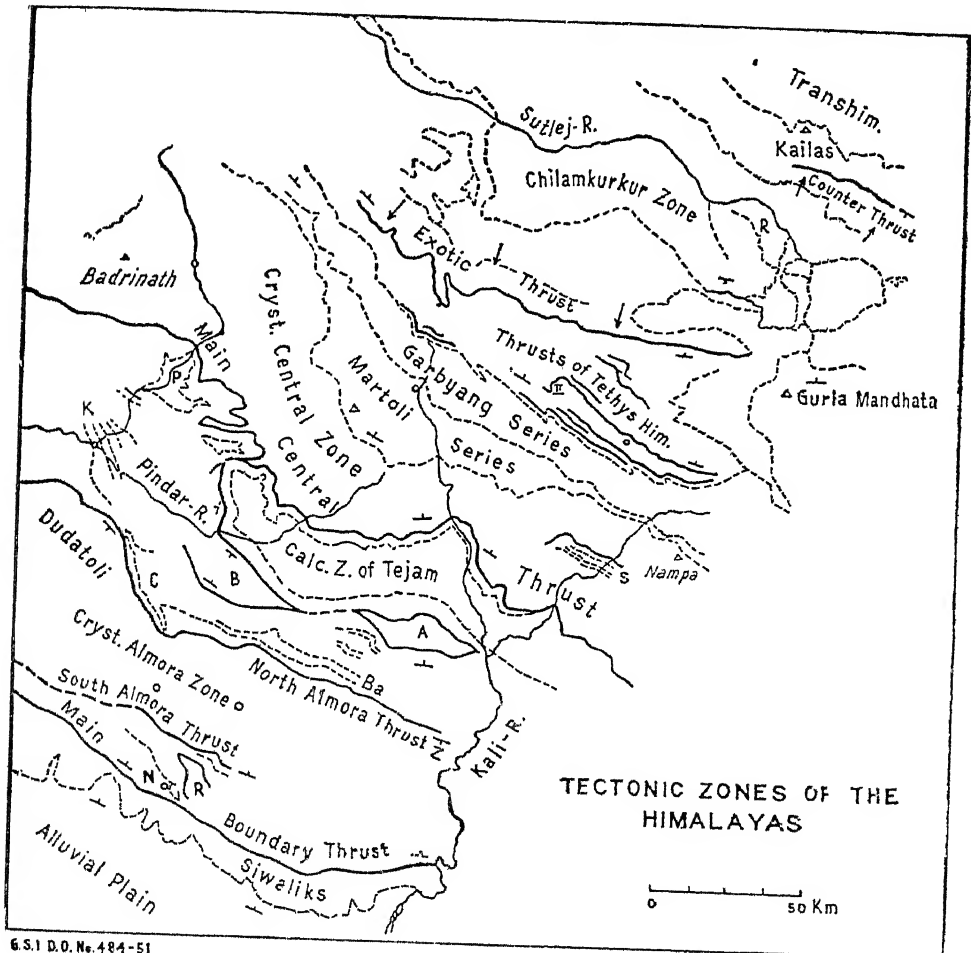 Transhim.
Kailas
Counter Thrust
Sutlej-R.
Chilamkurkur Zone
R
Exotic
Thrust
Badrinath
Cryst. Central Zone
Main
Central
Thrust
Martoli
Series
Garbyang Series
Thrusts of Tethys Him.
II
Gurla Mandhata
P
K
Pindar-R.
Dudatoli
Calc. Z. of Tejam
S
Nampa
B
C
A
Ba
Cryst. Almora Zone
North Almora Thrust
South Almora Thrust
Kali-R.
Main
Boundary Thrust
N
R
Siwaliks
Alluvial Plain
TECTONIC ZONES OF THE
HIMALAYAS
0 50 Km
G.S.I D.O. No. 484-51